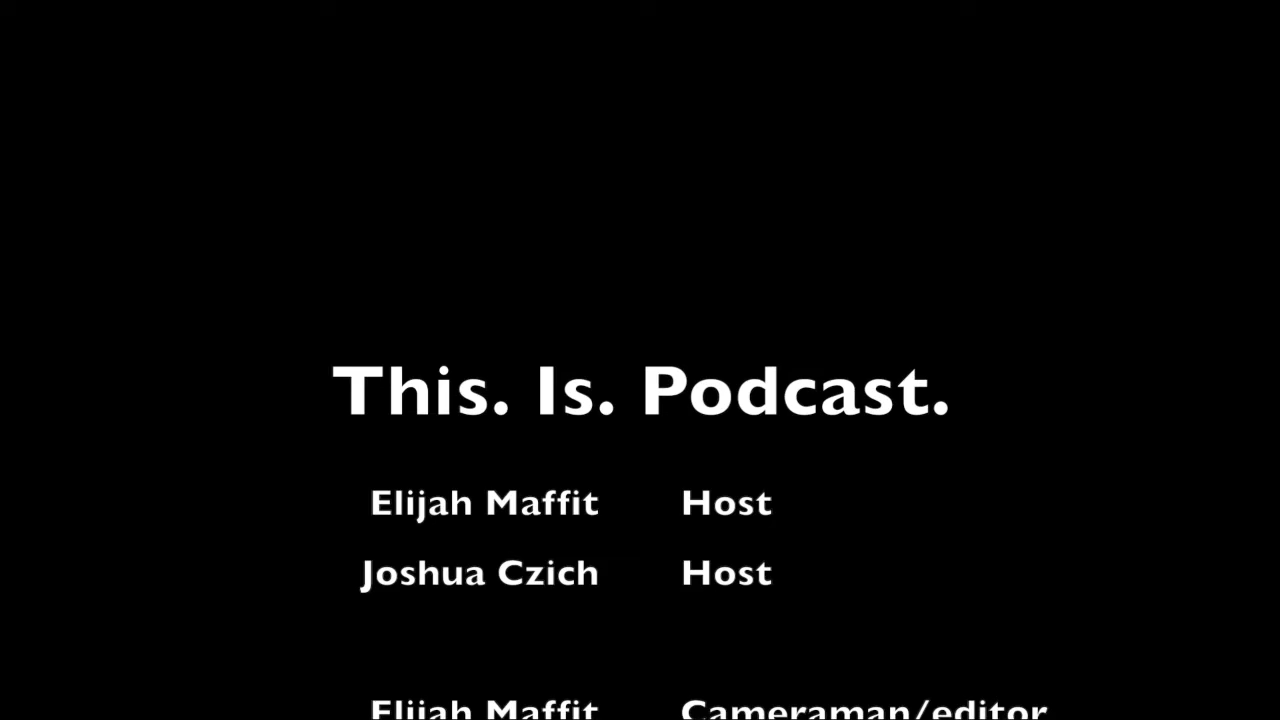 This. Is. Podcast.
Elijah Maffit Host
Joshua Czich Host
Elijah Maffit Cameraman/editor